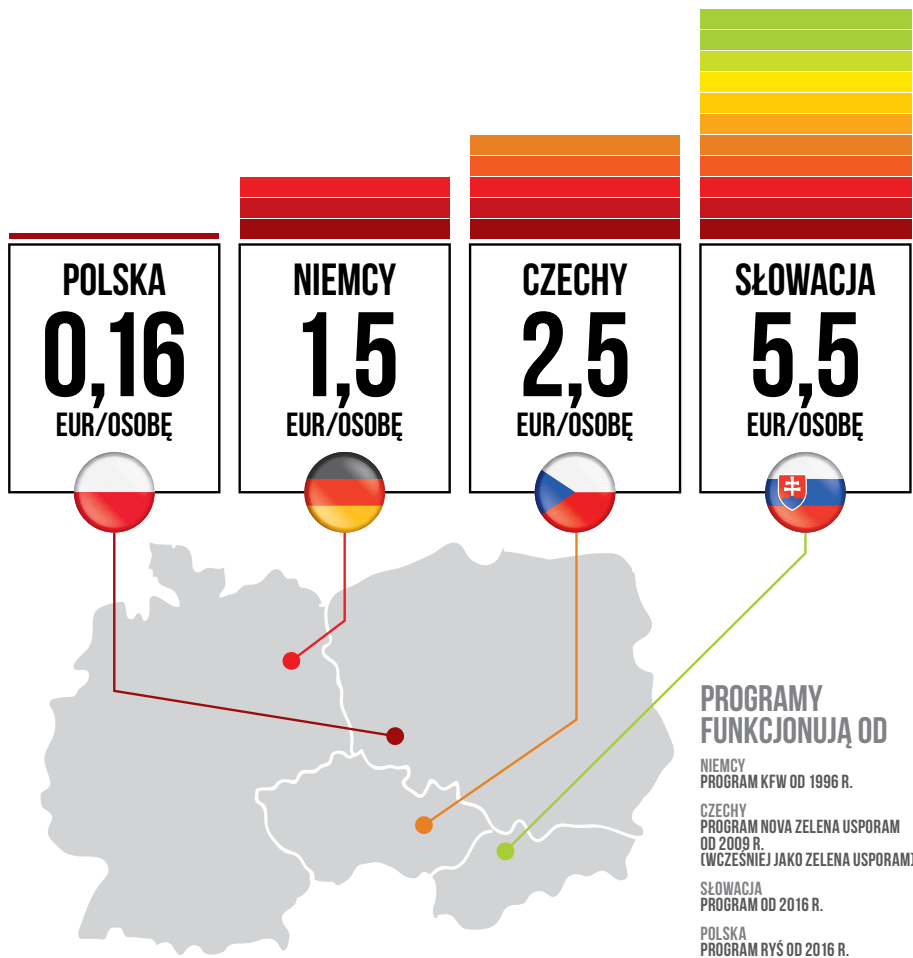 POLSKA
0,16
EUR/OSOBĘ
NIEMCY
1,5
EUR/OSOBĘ
CZECHY
2,5
EUR/OSOBĘ
SŁOWACJA
5,5
EUR/OSOBĘ
PROGRAMY
FUNKCJONUJĄ OD
NIEMCY
PROGRAM KFW OD 1996 R.
CZECHY
PROGRAM NOVA ZELENA USPORAM
OD 2009 R.
(WCZEŚNIEJ JAKO ZELENA USPORAM)
SŁOWACJA
PROGRAM OD 2016 R.
POLSKA
PROGRAM RYŚ OD 2016 R.